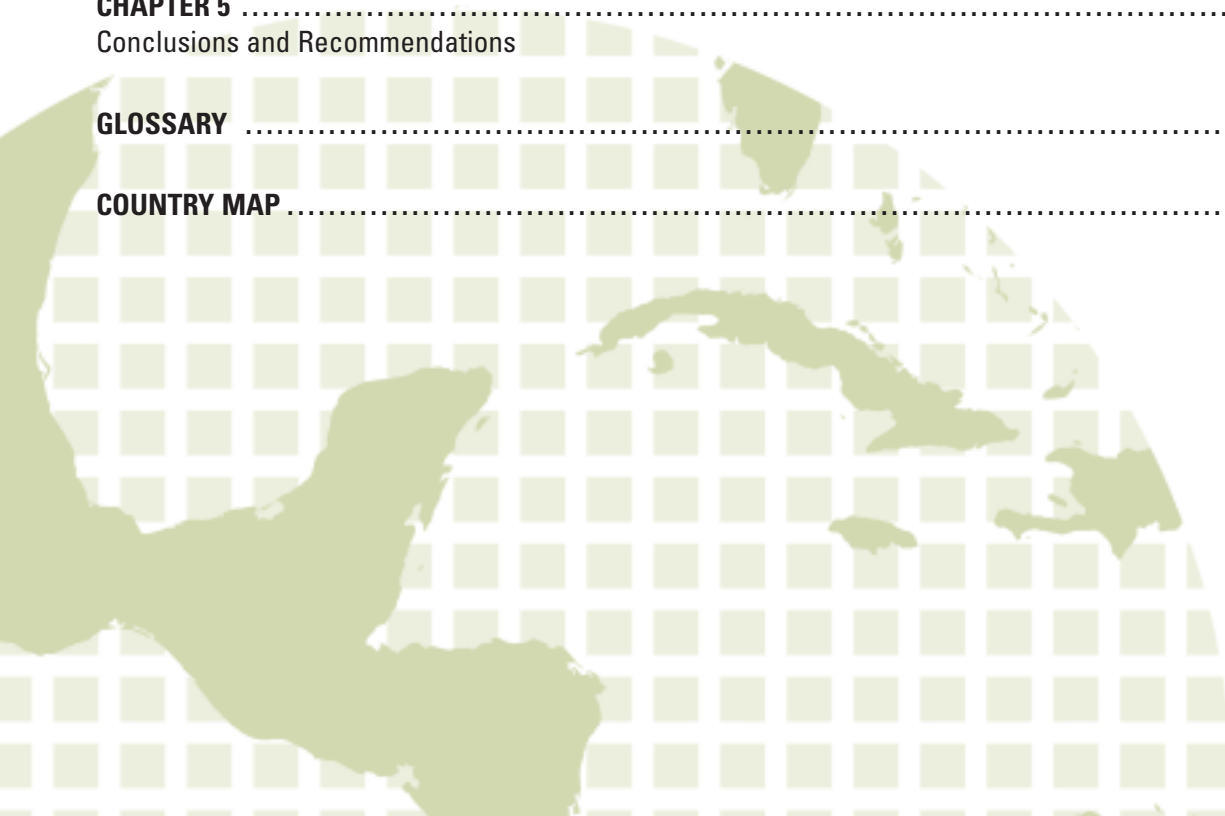 CHAPTER 5 ..........................................................................................
Conclusions and Recommendations
GLOSSARY ..........................................................................................
COUNTRY MAP ..........................................................................................